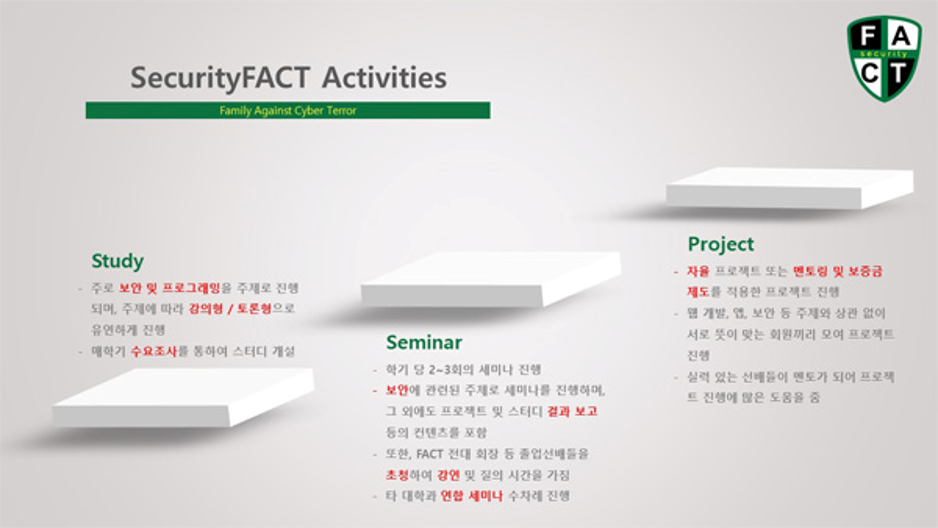 SecurityFACT Activities
Family Against Cyber Terror
F A
security
C T
Study
- 주로 보안 및 프로그래밍을 주제로 진행
되며, 주제에 따라 강의형 / 토론형으로
유연하게 진행
- 매학기 수요조사를 통하여 스터디 개설
Seminar
- 학기 당 2~3회의 세미나 진행
- 보안에 관련된 주제로 세미나를 진행하며,
그 외에도 프로젝트 및 스터디 결과 보고
등의 컨텐츠를 포함
- 또한, FACT 전대 회장 등 졸업선배들을
초청하여 강연 및 질의 시간을 가짐
- 타 대학과 연합 세미나 수차례 진행
Project
- 자율 프로젝트 또는 멘토링 및 보증금
제도를 적용한 프로젝트 진행
- 웹 개발, 앱, 보안 등 주제와 상관 없이
서로 뜻이 맞는 회원끼리 모여 프로젝트
진행
- 실력 있는 선배들이 멘토가 되어 프로젝
트 진행에 많은 도움을 줌